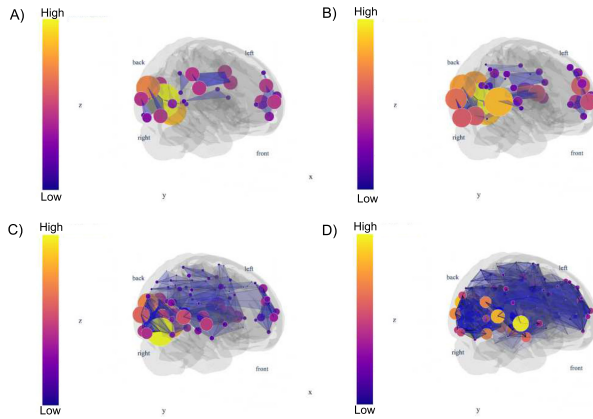 A)
High
left
back
z
right
front
Low
x
y
B)
High
left
back
z
right
front
Low
y
C)
High
left
back
z
right
front
Low
x
y
D)
High
left
back
z
right
front
Low
y